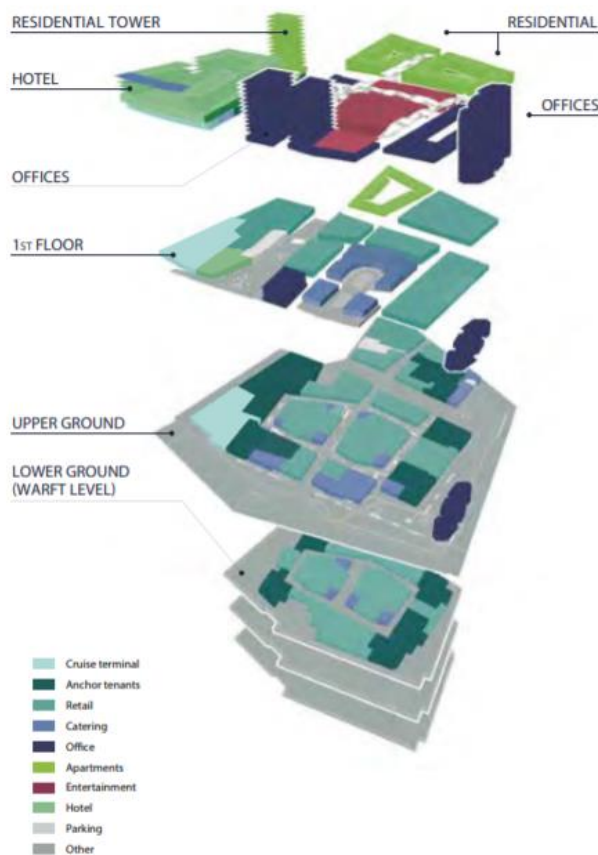 RESIDENTIAL TOWER
RESIDENTIAL
HOTEL
OFFICES
OFFICES
1ST FLOOR
UPPER GROUND
LOWER GROUND
(WARFT LEVEL)
Cruise terminal
Anchor tenants
Retail
Catering
Office
Apartments
Entertainment
Hotel
Parking
Other